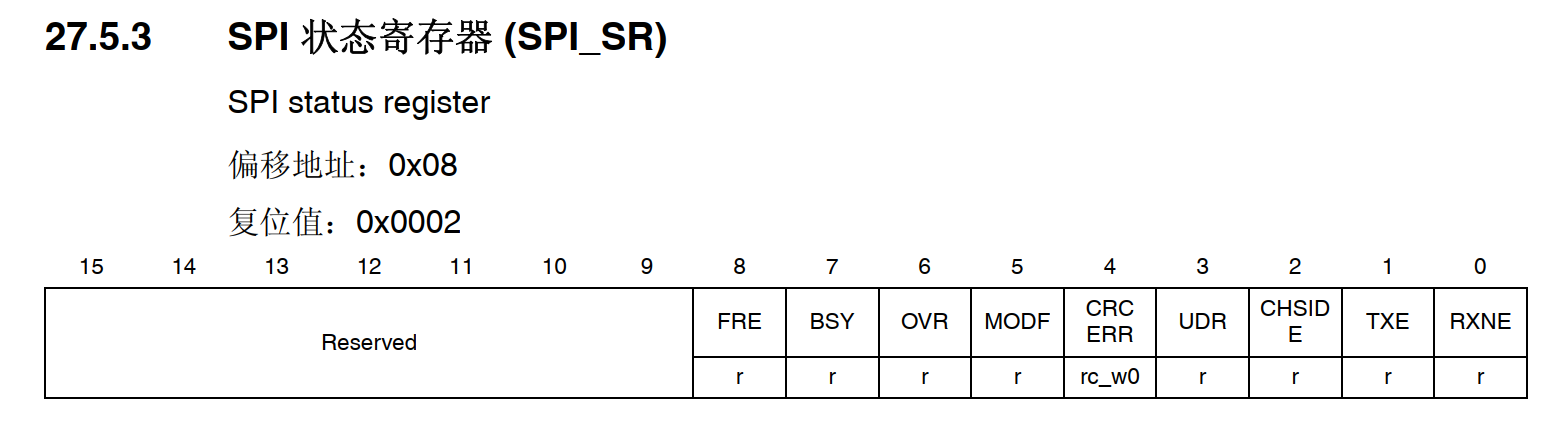 27.5.3 SPI 状态寄存器 (SPI_SR)
SPI status register
偏移地址：0x08
复位值：0x0002
15 14 13 12 11 10 9 8 7 6 5 4 3 2 1 0
Reserved FRE BSY OVR MODF CRC ERR UDR CHSID E TXE RXNE
r r r r rc_w0 r r r r